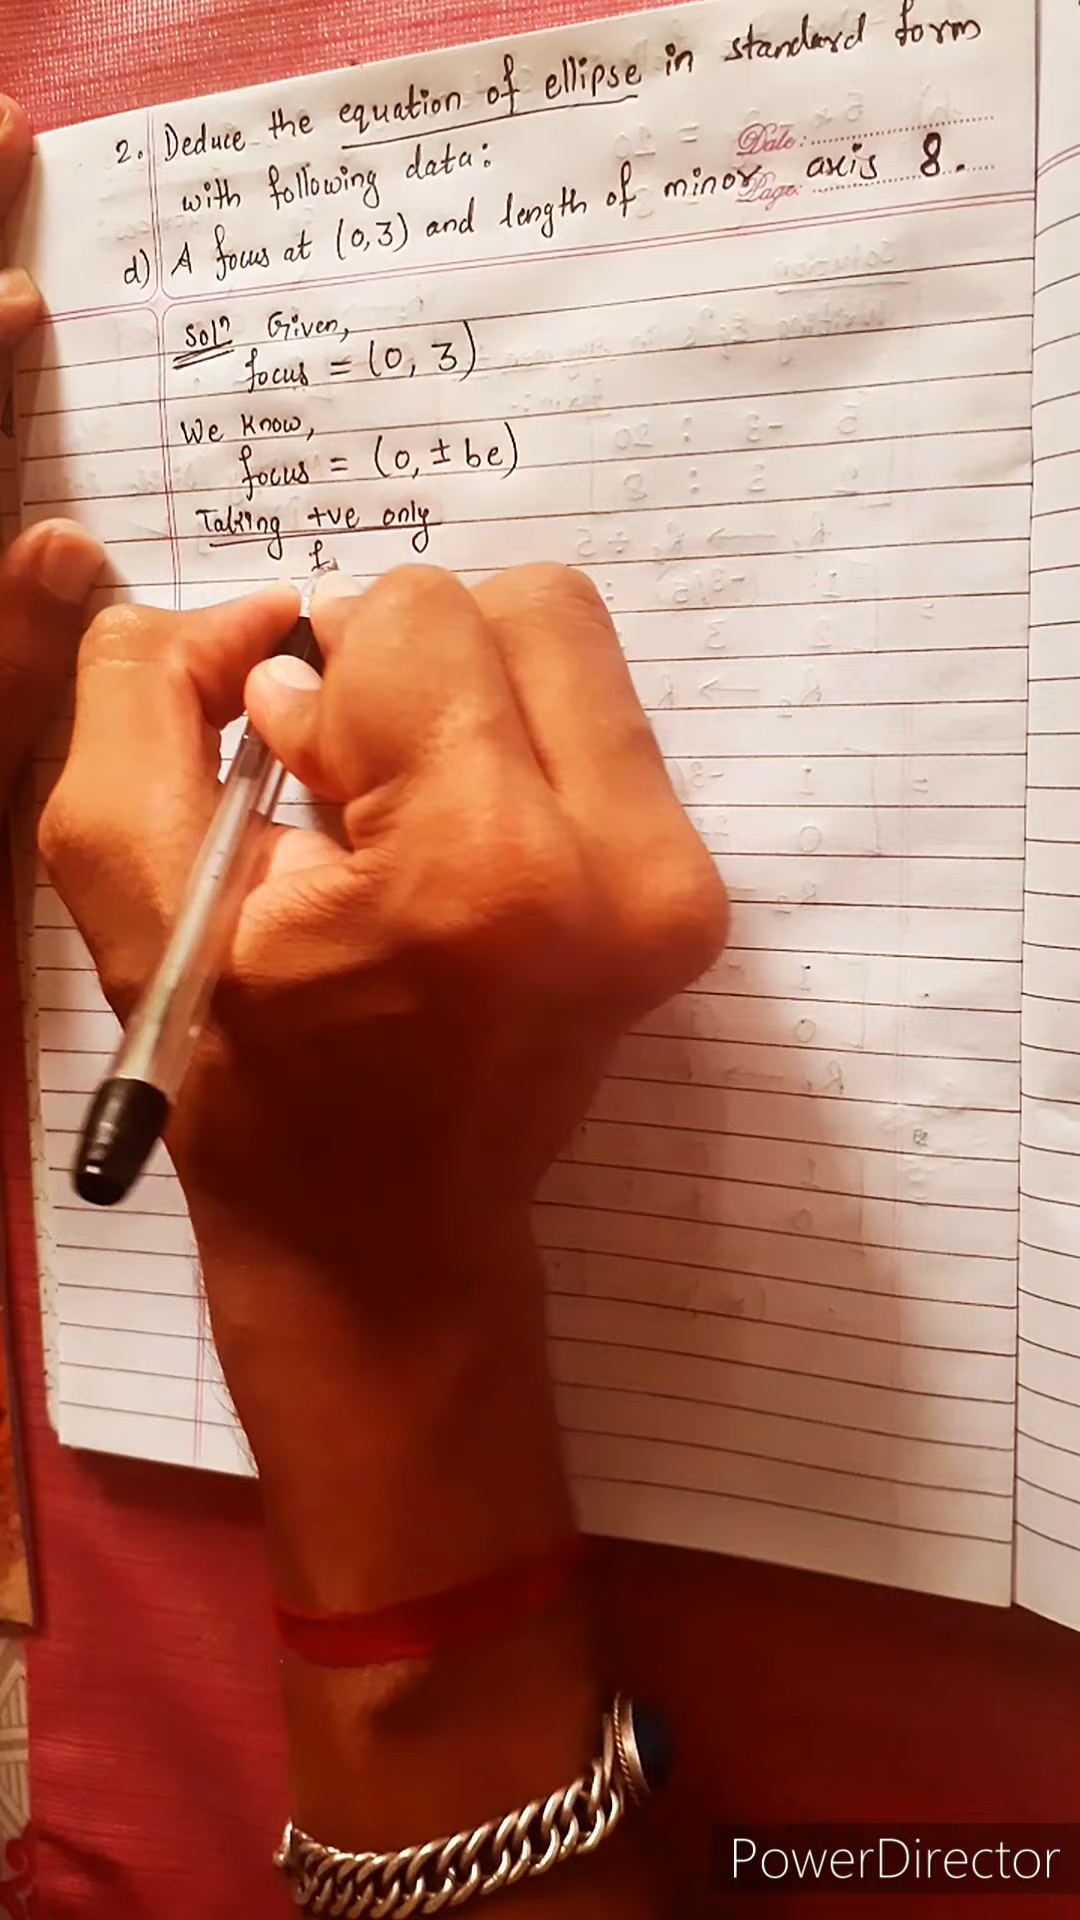 2. Deduce the equation of ellipse in standard form
with following data:
Date:
Page:
d) A focus at (0,3) and length of minor axis 8.
Solⁿ Given,
focus = (0, 3)
We know,
focus = (0, ± be)
Taking +ve only
f
PowerDirector